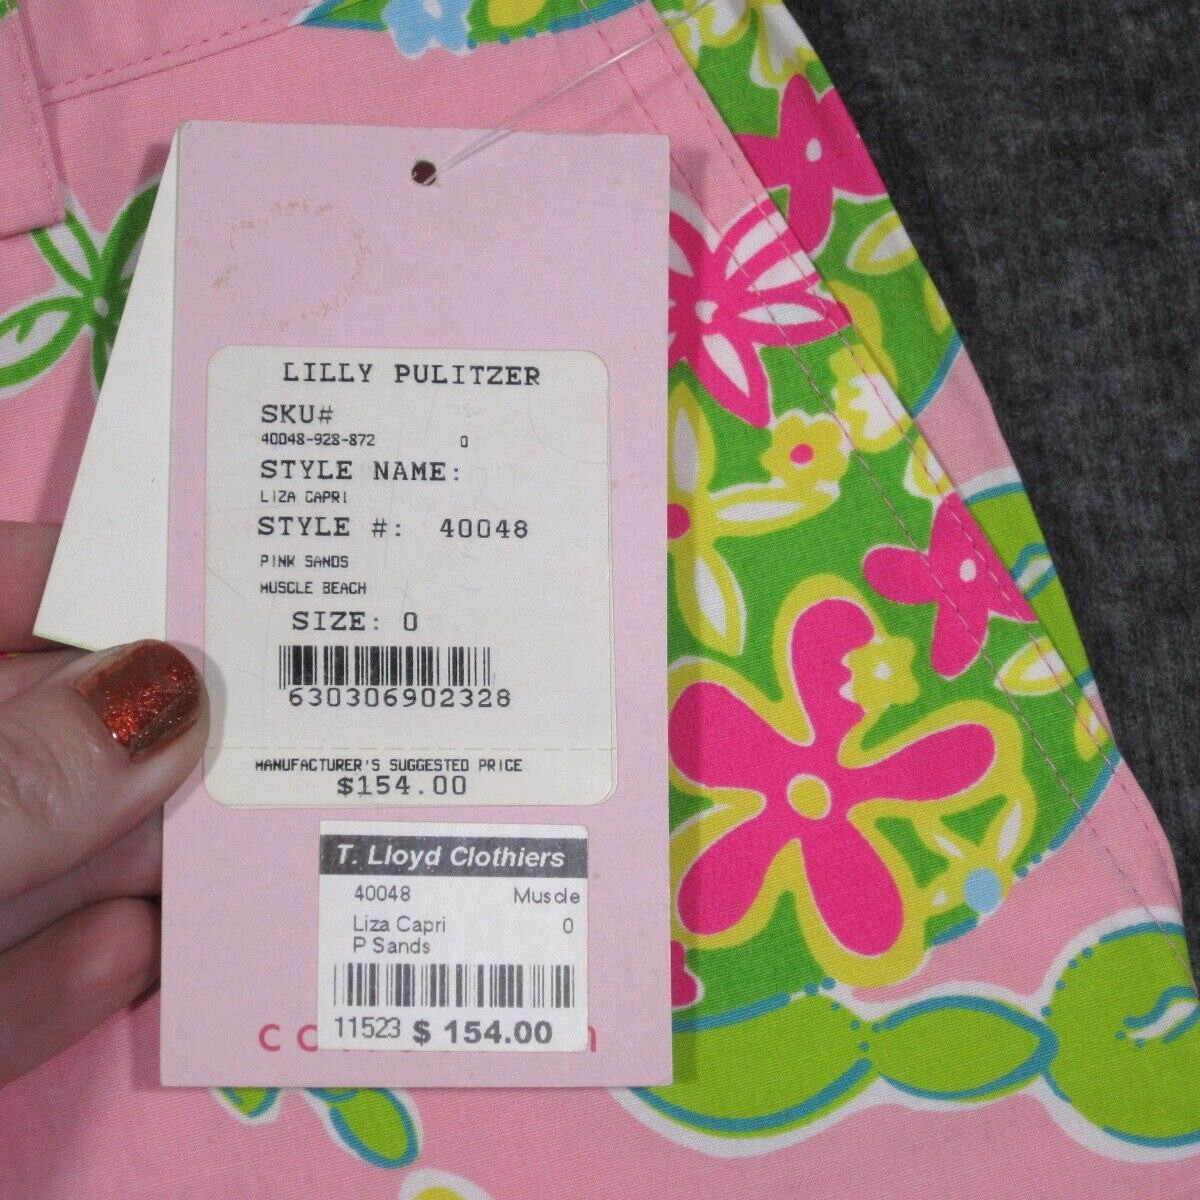 LILLY PULITZER
SKU#
40048-928-872 0
STYLE NAME:
LIZA CAPRI
STYLE #: 40048
PINK SANDS
MUSCLE BEACH
SIZE: 0
630306902328
MANUFACTURER'S SUGGESTED PRICE
$154.00
T. Lloyd Clothiers
40048 Muscle
Liza Capri 0
P Sands
11523 $ 154.00